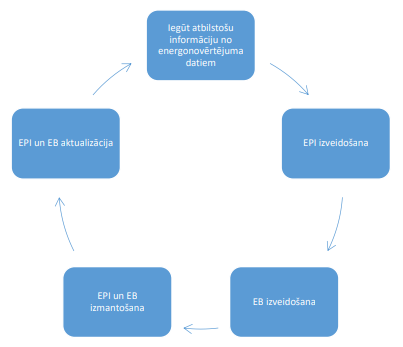 Iegūt atbilstošu
informāciju no
energonovērtējuma
datiem
EPI izveidošana
EB izveidošana
EPI un EB
izmantošana
EPI un EB aktualizācija